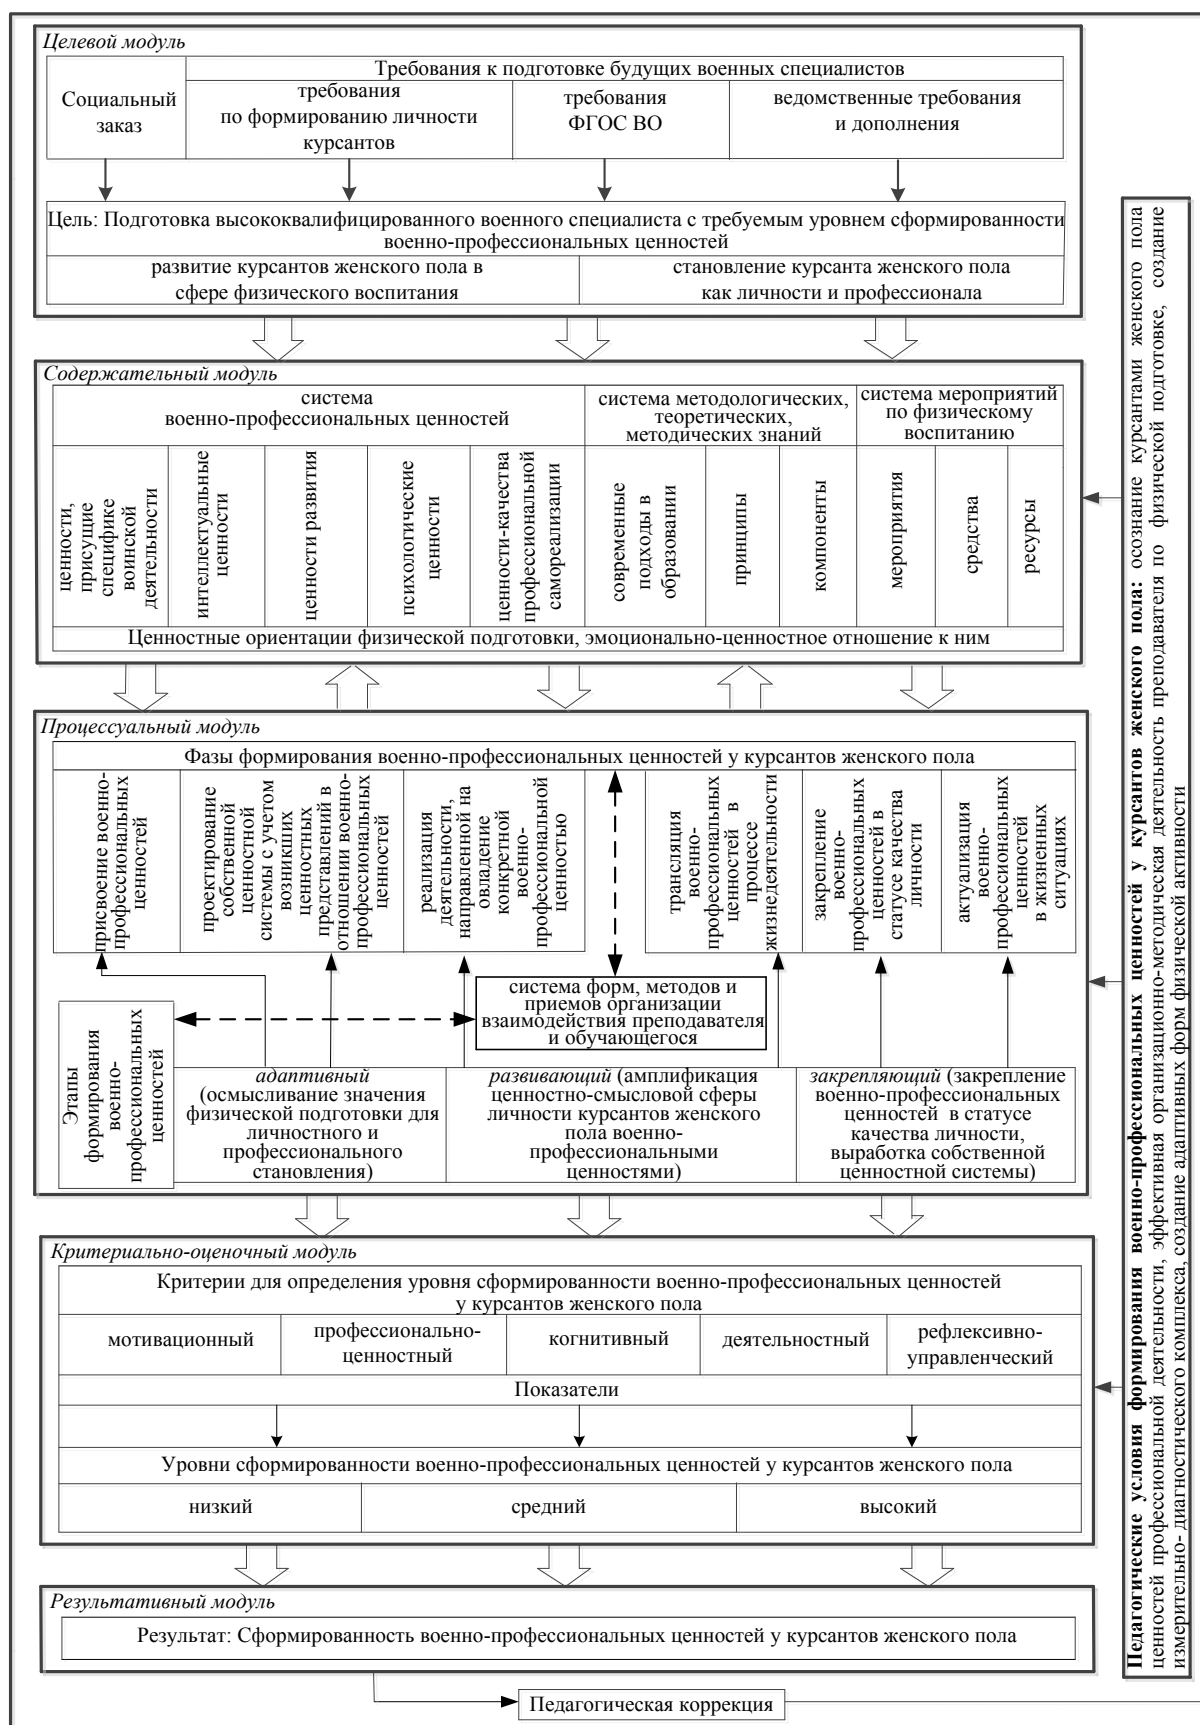 Целевой модуль
Социальный
заказ
Требования к подготовке будущих военных специалистов
требования
по формированию личности
курсантов
требования
ФГОС ВО
ведомственные требования
и дополнения
Цель: Подготовка высококвалифицированного военного специалиста с требуемым уровнем сформированности
военно-профессиональных ценностей
развитие курсантов женского пола в
сфере физического воспитания
становление курсанта женского пола
как личности и профессионала
Содержательный модуль
система
военно-профессиональных ценностей
система методологических,
теоретических,
методических знаний
система мероприятий
по физическому
воспитанию
ценности,
присущие
специфике
воинской
деятельности
интеллектуальные
ценности
ценности развития
психологические
ценности
ценности-качества
профессиональной
самореализации
современные
подходы в
образовании
принципы
компоненты
мероприятия
средства
ресурсы
Ценностные ориентации физической подготовки, эмоционально-ценностное отношение к ним
Процессуальный модуль
Фазы формирования военно-профессиональных ценностей у курсантов женского пола
присвоение военно-
профессиональных
ценностей
проектирование
собственной
ценностной
системы с учетом
возникших
ценностных
представлений в
отношении военно-
профессиональных
ценностей
реализация
деятельности,
направленной на
овладение
конкретной
военно-
профессиональной
ценностью
трансляция
военно-
профессиональных
ценностей в
процессе
жизнедеятельности
закрепление
военно-
профессиональных
ценностей в
статусе качества
личности
актуализация
военно-
профессиональных
ценностей
в жизненных
ситуациях
система форм, методов и
приемов организации
взаимодействия преподавателя
и обучающегося
Этапы
формирования
военно-
профессиональных
ценностей
адаптивный
(осмысливание значения
физической подготовки для
личностного и
профессионального
становления)
развивающий (амплификация
ценностно-смысловой сферы
личности курсантов женского
пола военно-
профессиональными
ценностями)
закрепляющий (закрепление
военно-профессиональных
ценностей в статусе
качества личности,
выработка собственной
ценностной системы)
Критериально-оценочный модуль
Критерии для определения уровня сформированности военно-профессиональных ценностей
у курсантов женского пола
мотивационный
профессионально-
ценностный
когнитивный
деятельностный
рефлексивно-
управленческий
Показатели
Уровни сформированности военно-профессиональных ценностей у курсантов женского пола
низкий
средний
высокий
Результативный модуль
Результат: Сформированность военно-профессиональных ценностей у курсантов женского пола
Педагогическая коррекция
Педагогические условия формирования военно-профессиональных ценностей у курсантов женского пола: осознание курсантами женского пола
ценностей профессиональной деятельности, эффективная организационно-методическая деятельность преподавателя по физической подготовке, создание
измерительно- диагностического комплекса, создание адаптивных форм физической активности